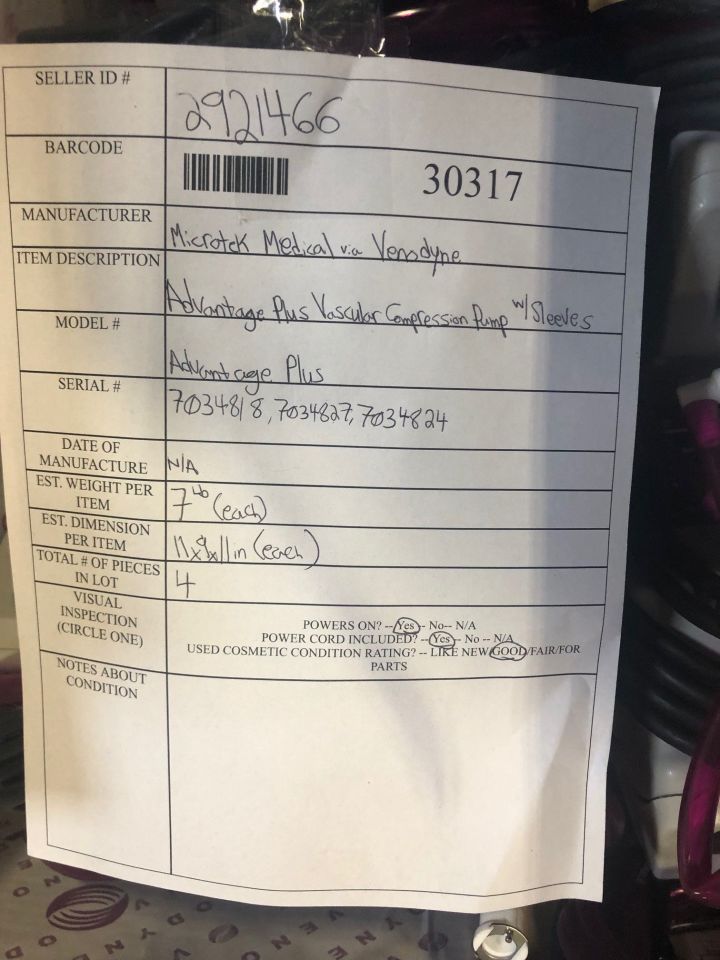 SELLER ID # 2921466
BARCODE 30317
MANUFACTURER Microtek Medical via Venodyne
ITEM DESCRIPTION Advantage Plus Vascular Compression Pump w/ Sleeves
MODEL # Advantage Plus
SERIAL # 7034818, 7034827, 7034824
DATE OF
MANUFACTURE N/A
EST. WEIGHT PER
ITEM 7 lb (each)
EST. DIMENSION
PER ITEM 11x9x11in (each)
TOTAL # OF PIECES
IN LOT 4
VISUAL
INSPECTION
(CIRCLE ONE)
POWERS ON? -- Yes -- No-- N/A
POWER CORD INCLUDED? -- Yes -- No -- N/A
USED COSMETIC CONDITION RATING? -- LIKE NEW/GOOD/FAIR/FOR
PARTS
NOTES ABOUT
CONDITION
VENODYNE